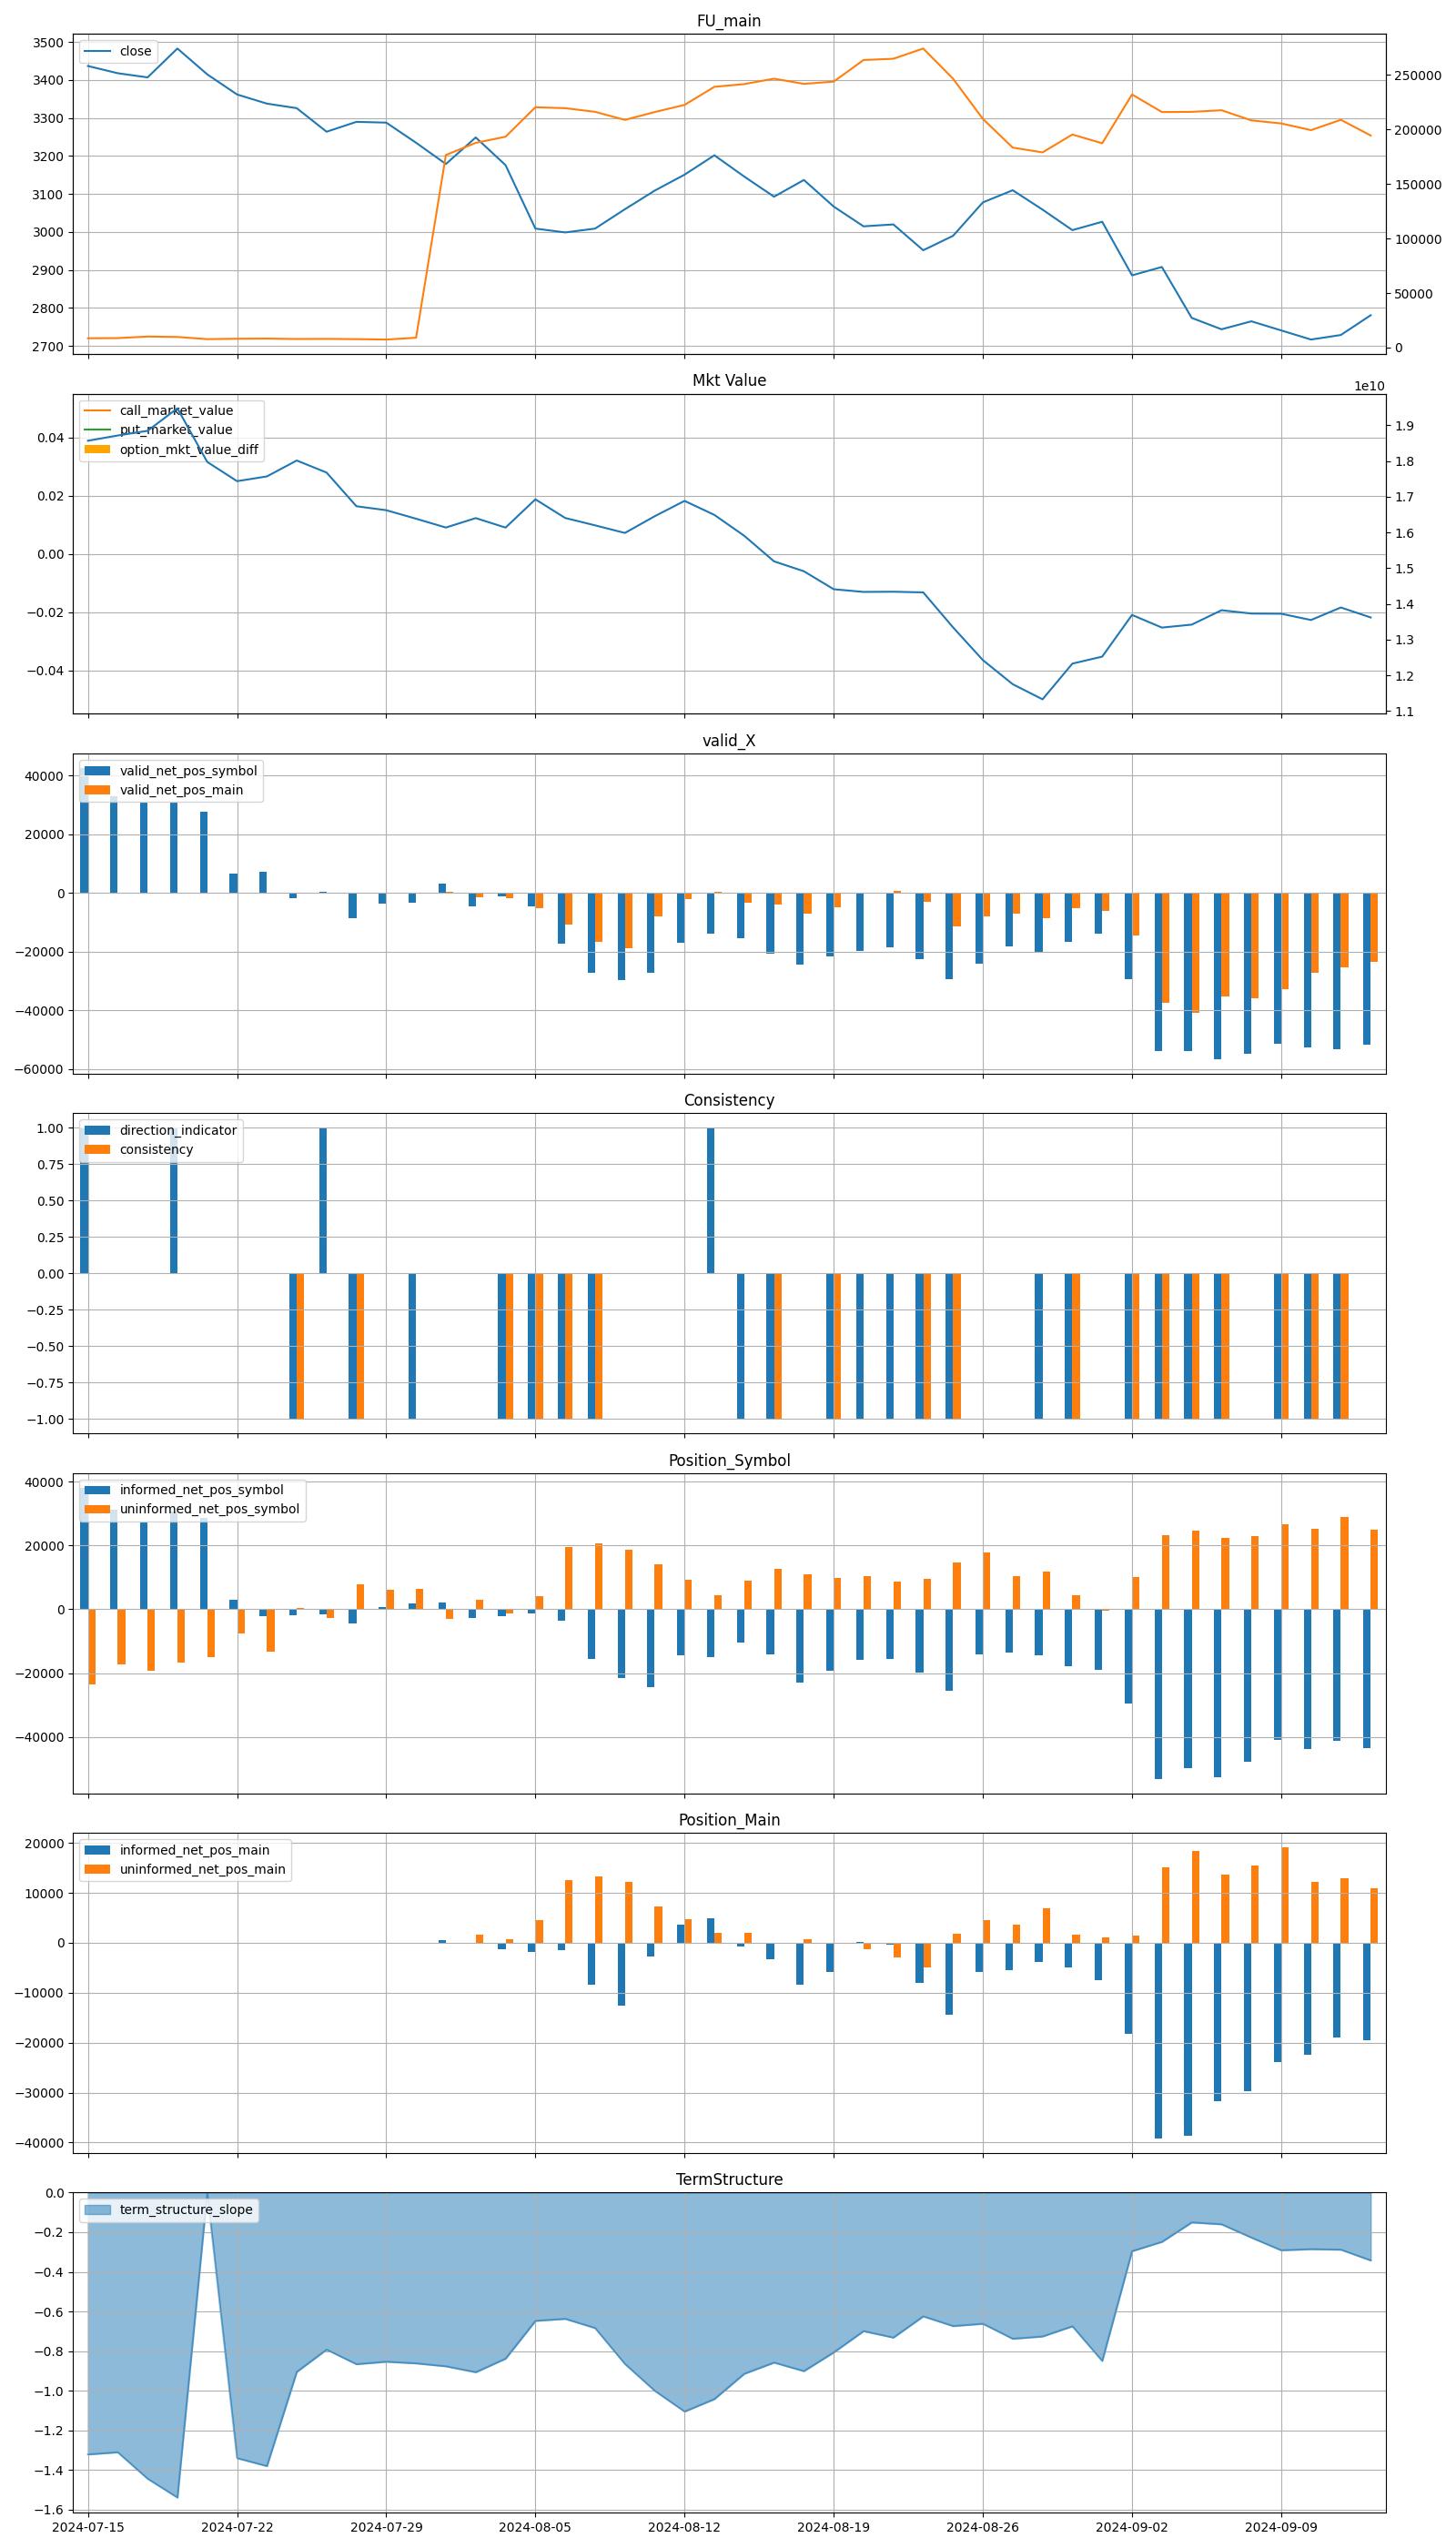 FU_main
close
3500
3400
3300
3200
3100
3000
2900
2800
2700
250000
200000
150000
100000
50000
0
Mkt Value
1e10
call_market_value
put_market_value
option_mkt_value_diff
0.04
0.02
0.00
−0.02
−0.04
1.9
1.8
1.7
1.6
1.5
1.4
1.3
1.2
1.1
valid_X
valid_net_pos_symbol
valid_net_pos_main
40000
20000
0
−20000
−40000
−60000
Consistency
direction_indicator
consistency
1.00
0.75
0.50
0.25
0.00
−0.25
−0.50
−0.75
−1.00
Position_Symbol
informed_net_pos_symbol
uninformed_net_pos_symbol
40000
20000
0
−20000
−40000
Position_Main
informed_net_pos_main
uninformed_net_pos_main
20000
10000
0
−10000
−20000
−30000
−40000
TermStructure
term_structure_slope
0.0
−0.2
−0.4
−0.6
−0.8
−1.0
−1.2
−1.4
−1.6
2024-07-15 2024-07-22 2024-07-29 2024-08-05 2024-08-12 2024-08-19 2024-08-26 2024-09-02 2024-09-09